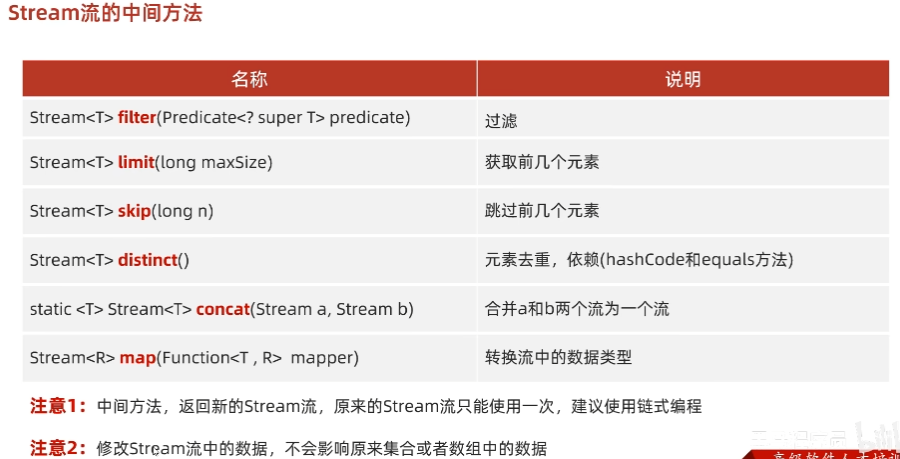 Stream流的中间方法
名称 说明
Stream<T> filter(Predicate<? super T> predicate) 过滤
Stream<T> limit(long maxSize) 获取前几个元素
Stream<T> skip(long n) 跳过前几个元素
Stream<T> distinct() 元素去重，依赖(hashCode和equals方法)
static <T> Stream<T> concat(Stream a, Stream b) 合并a和b两个流为一个流
Stream<R> map(Function<T , R> mapper) 转换流中的数据类型
注意1：中间方法，返回新的Stream流，原来的Stream流只能使用一次，建议使用链式编程
注意2：修改Stream流中的数据，不会影响原来集合或者数组中的数据
高级软件人才培训